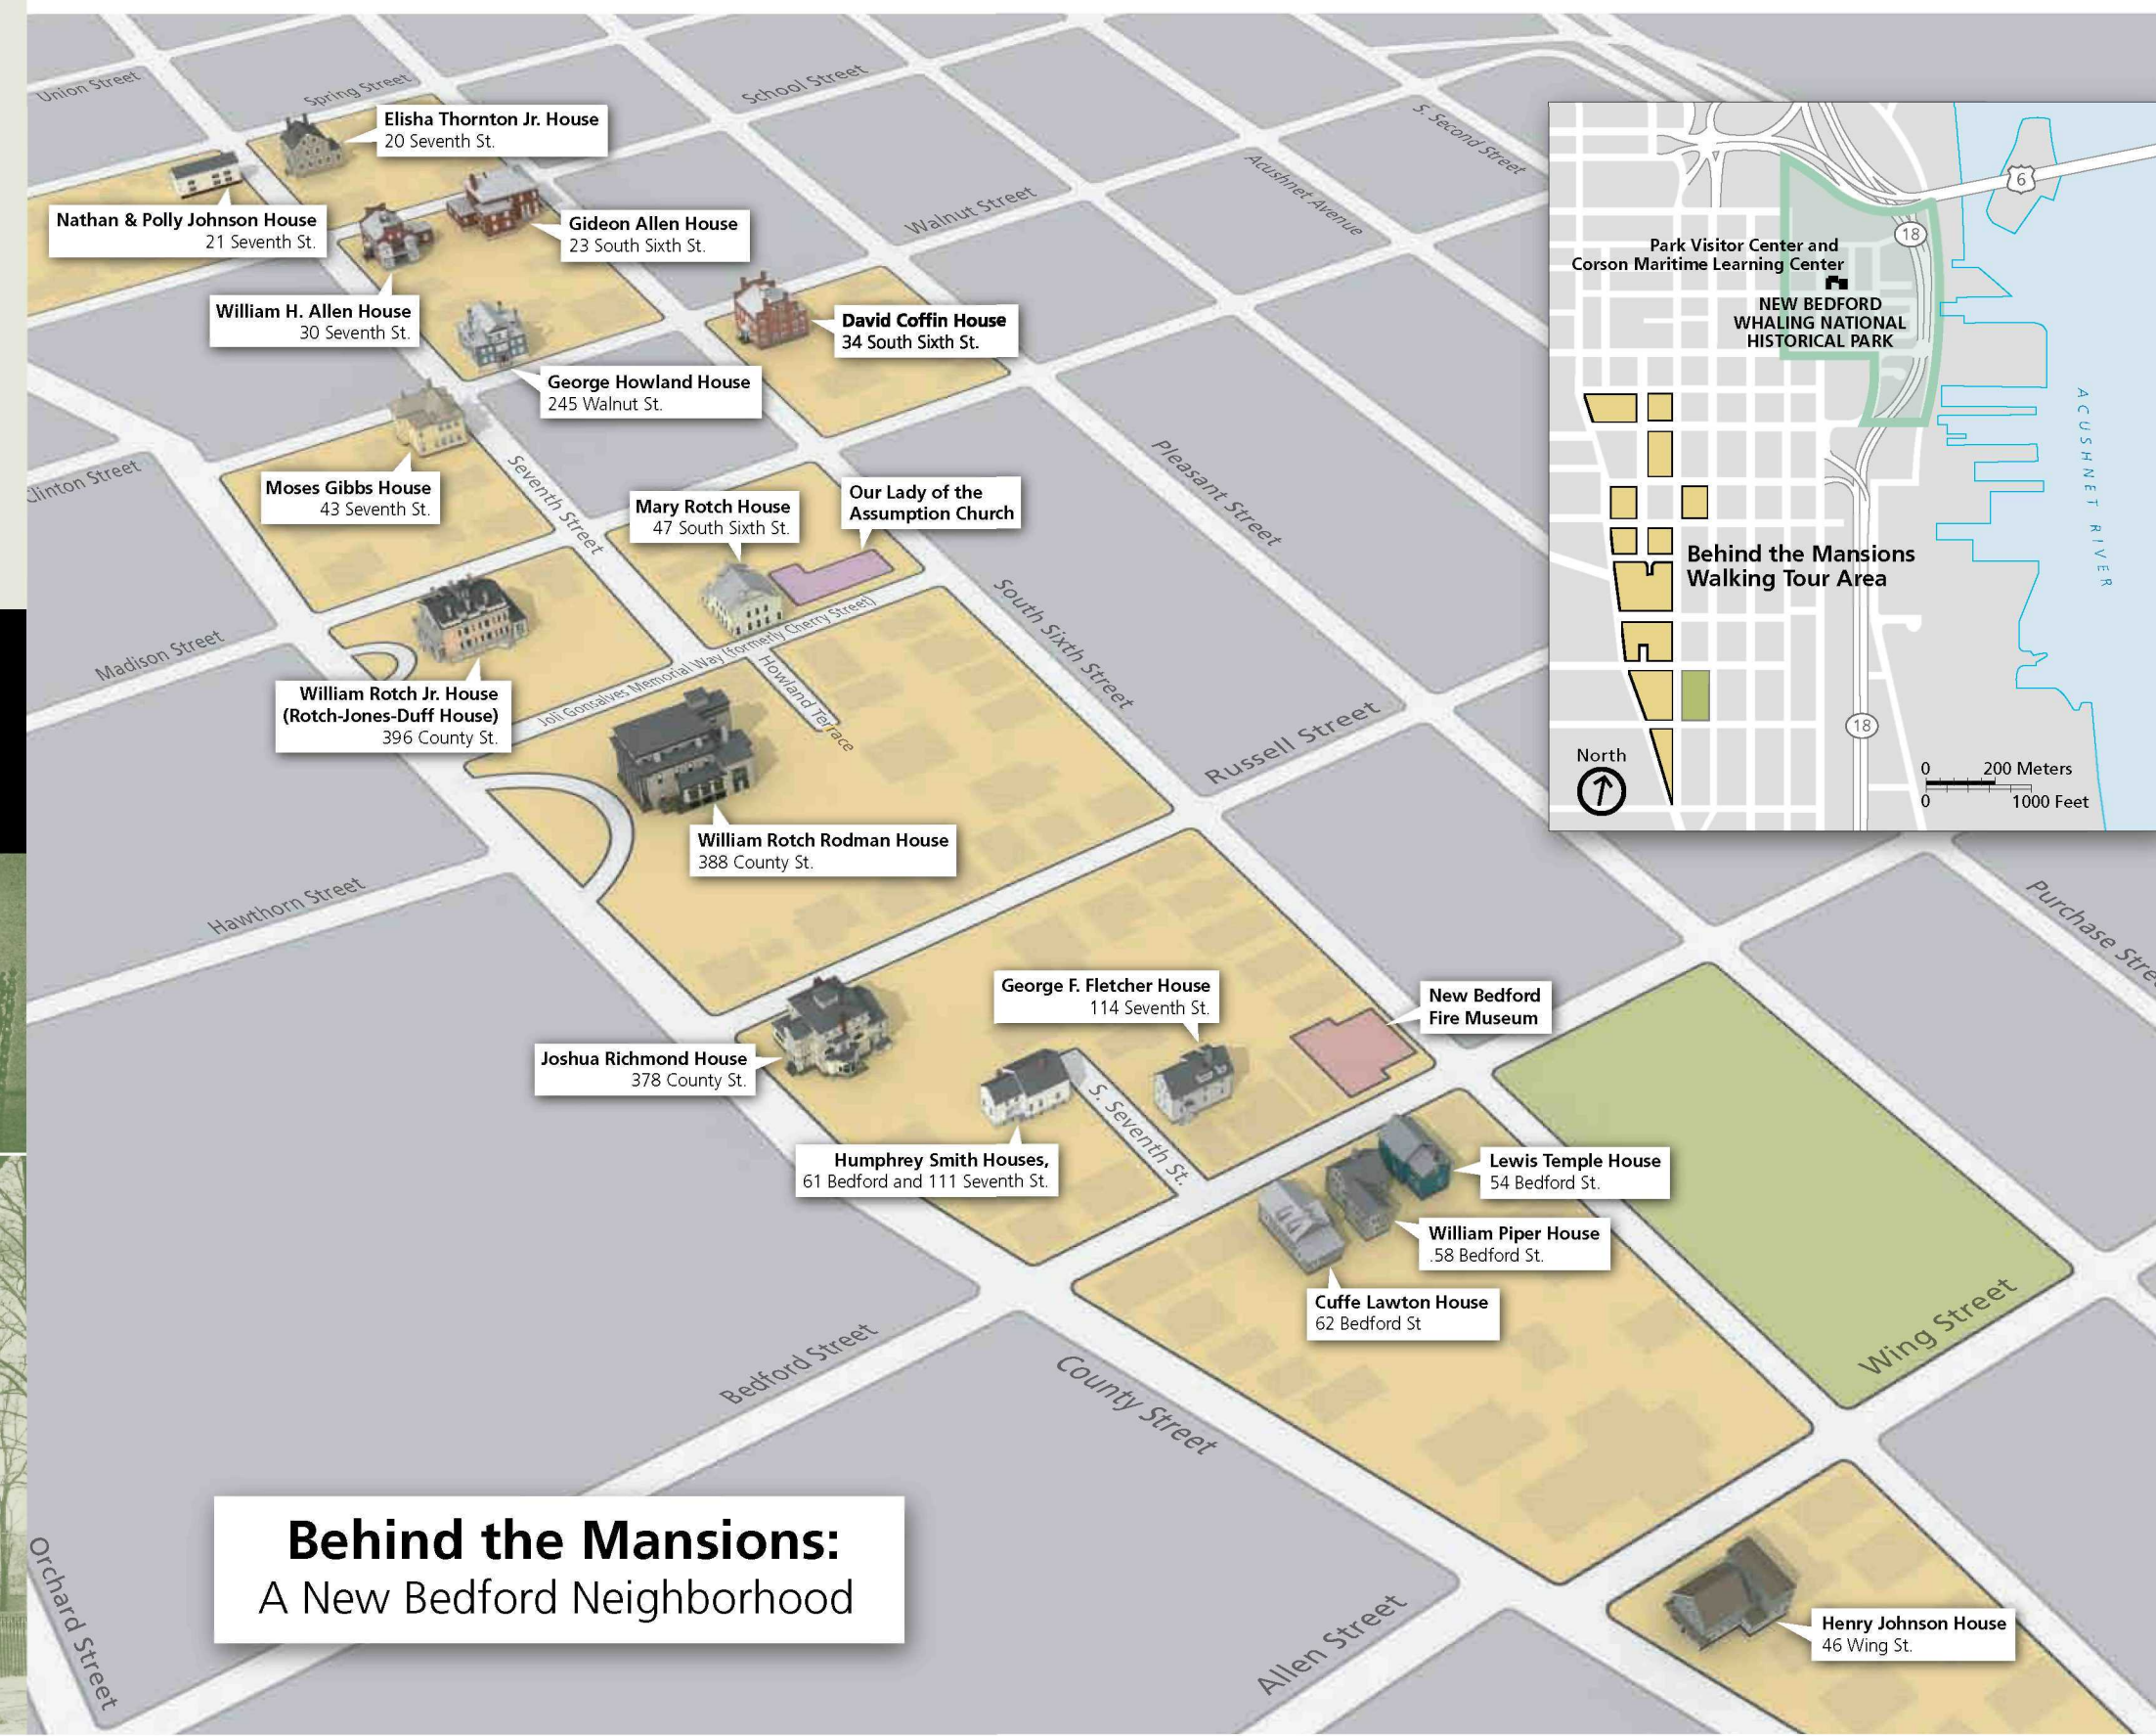 Union Street
Spring Street
School Street
S. Second Street
Acushnet Avenue
Walnut Street
Elisha Thornton Jr. House
20 Seventh St.
Nathan & Polly Johnson House
21 Seventh St.
Gideon Allen House
23 South Sixth St.
William H. Allen House
30 Seventh St.
David Coffin House
34 South Sixth St.
George Howland House
245 Walnut St.
Clinton Street
Moses Gibbs House
43 Seventh St.
Seventh Street
Mary Rotch House
47 South Sixth St.
Our Lady of the
Assumption Church
Pleasant Street
South Sixth Street
Madison Street
William Rotch Jr. House
(Rotch-Jones-Duff House)
396 County St.
Joli Gonsalves Memorial Way (formerly Cherry Street)
Howland Terrace
Russell Street
William Rotch Rodman House
388 County St.
Hawthorn Street
Purchase Stre
George F. Fletcher House
114 Seventh St.
New Bedford
Fire Museum
Joshua Richmond House
378 County St.
S. Seventh St.
Humphrey Smith Houses,
61 Bedford and 111 Seventh St.
Lewis Temple House
54 Bedford St.
William Piper House
.58 Bedford St.
Cuffe Lawton House
62 Bedford St
Wing Street
Bedford Street
County Street
Allen Street
Orchard Street
Henry Johnson House
46 Wing St.
Behind the Mansions:
A New Bedford Neighborhood
6
18
Park Visitor Center and
Corson Maritime Learning Center
NEW BEDFORD
WHALING NATIONAL
HISTORICAL PARK
ACUSHNET RIVER
Behind the Mansions
Walking Tour Area
18
North
0 200 Meters
0 1000 Feet